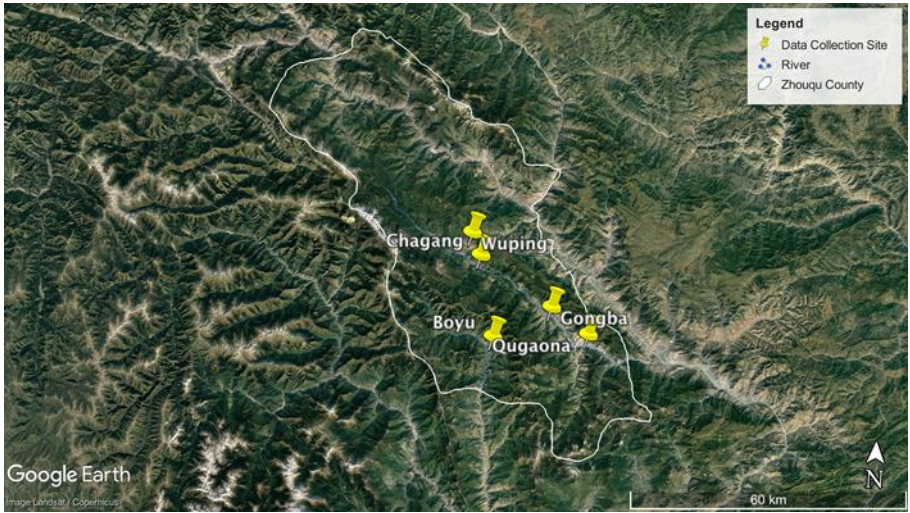 Legend
Data Collection Site
River
Zhouqu County
Chagang
Wuping
Gongba
Boyu
Qugaona
Google Earth
Image Landsat / Copernicus
N
60 km